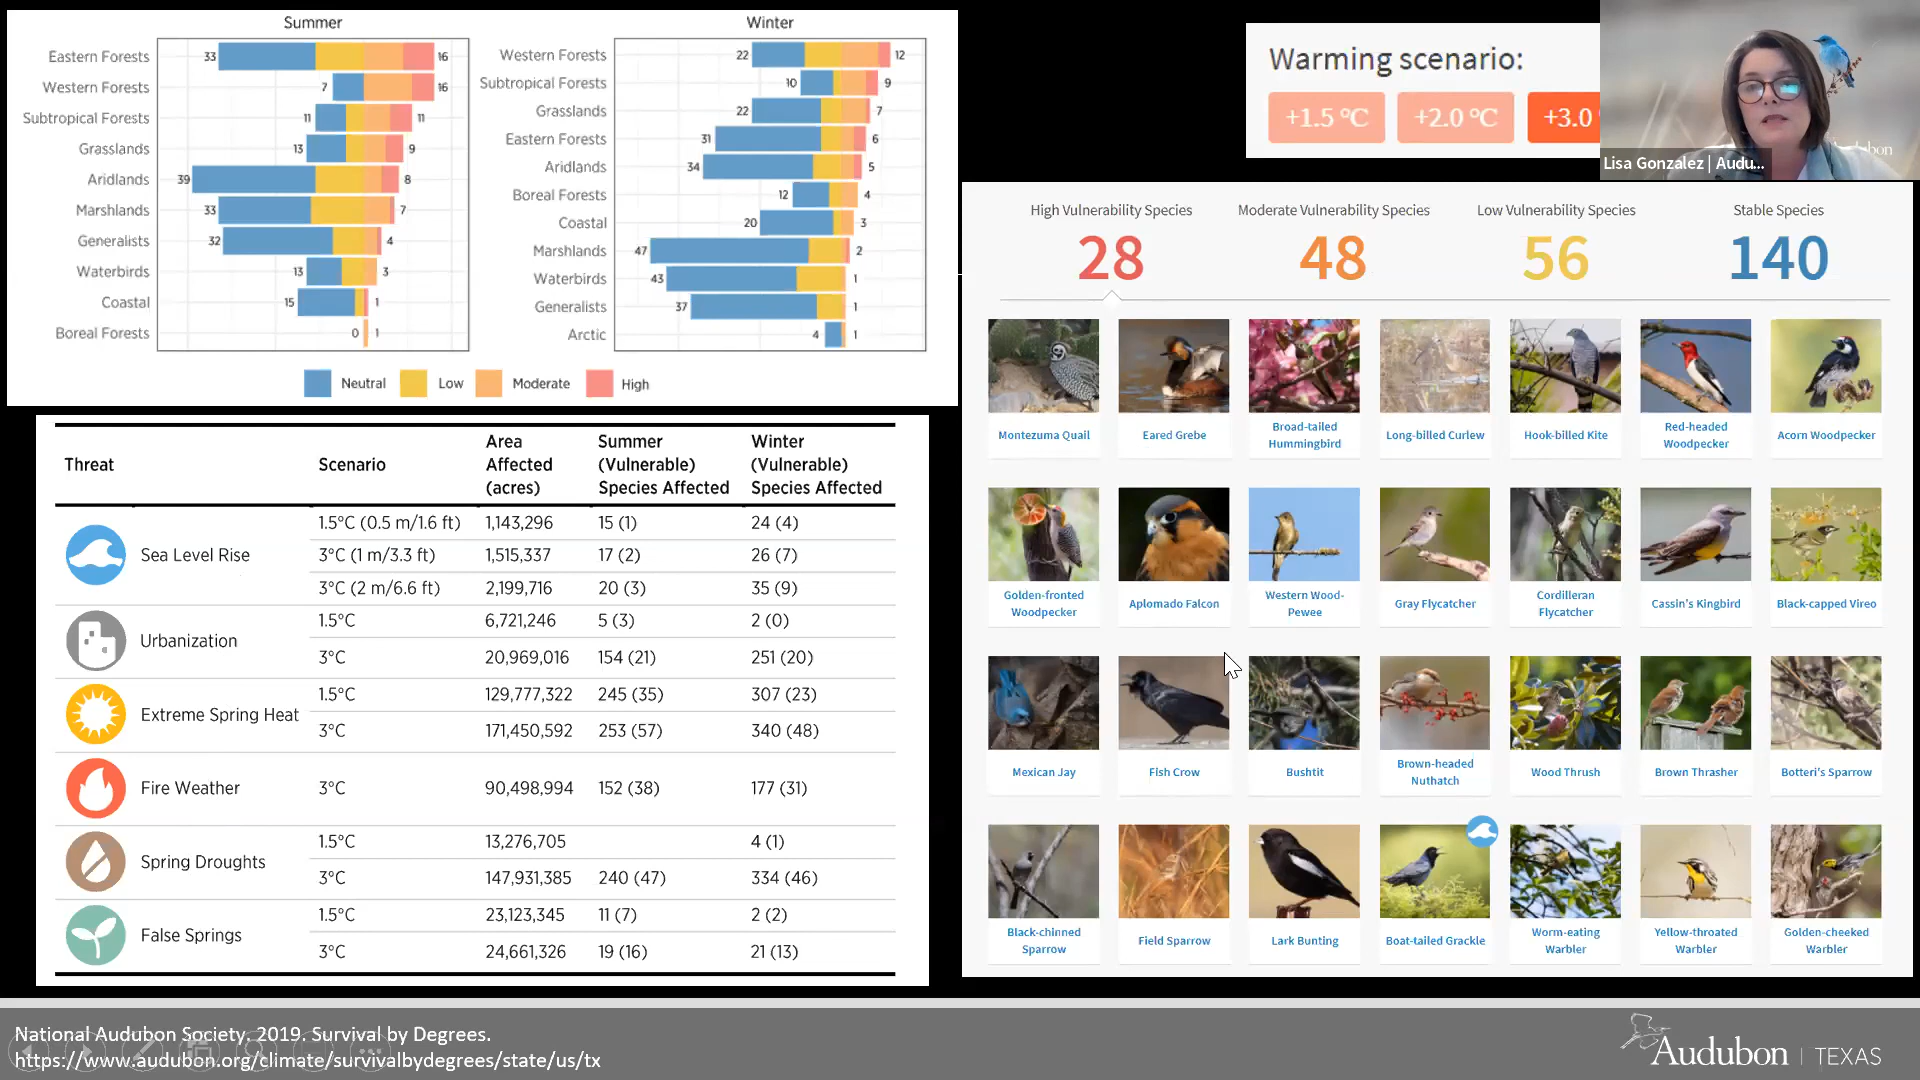 Summer
Eastern Forests 33 16
Western Forests 7 16
Subtropical Forests 11 11
Grasslands 13 9
Aridlands 39 8
Marshlands 33 7
Generalists 32 4
Waterbirds 13 3
Coastal 15 1
Boreal Forests 0 1
Winter
Western Forests 22 12
Subtropical Forests 10 9
Grasslands 22 7
Eastern Forests 31 6
Aridlands 34 5
Boreal Forests 12 4
Coastal 20 3
Marshlands 47 2
Waterbirds 43 1
Generalists 37 1
Arctic 4 1
Neutral Low Moderate High
Warming scenario:
+1.5 °C +2.0 °C +3.0
Lisa Gonzalez | Audu...
High Vulnerability Species Moderate Vulnerability Species Low Vulnerability Species Stable Species
28 48 56 140
Montezuma Quail
Eared Grebe
Broad-tailed
Hummingbird
Long-billed Curlew
Hook-billed Kite
Red-headed
Woodpecker
Acorn Woodpecker
Golden-fronted
Woodpecker
Aplomado Falcon
Western Wood-
Pewee
Gray Flycatcher
Cordilleran
Flycatcher
Cassin's Kingbird
Black-capped Vireo
Mexican Jay
Fish Crow
Bushtit
Brown-headed
Nuthatch
Wood Thrush
Brown Thrasher
Botteri's Sparrow
Black-chinned
Sparrow
Field Sparrow
Lark Bunting
Boat-tailed Grackle
Worm-eating
Warbler
Yellow-throated
Warbler
Golden-cheeked
Warbler
Threat
Scenario
Area
Affected
(acres)
Summer
(Vulnerable)
Species Affected
Winter
(Vulnerable)
Species Affected
Sea Level Rise
1.5°C (0.5 m/1.6 ft) 1,143,296 15 (1) 24 (4)
3°C (1 m/3.3 ft) 1,515,337 17 (2) 26 (7)
3°C (2 m/6.6 ft) 2,199,716 20 (3) 35 (9)
Urbanization
1.5°C 6,721,246 5 (3) 2 (0)
3°C 20,969,016 154 (21) 251 (20)
Extreme Spring Heat
1.5°C 129,777,322 245 (35) 307 (23)
3°C 171,450,592 253 (57) 340 (48)
Fire Weather
3°C 90,498,994 152 (38) 177 (31)
Spring Droughts
1.5°C 13,276,705 4 (1)
3°C 147,931,385 240 (47) 334 (46)
False Springs
1.5°C 23,123,345 11 (7) 2 (2)
3°C 24,661,326 19 (16) 21 (13)
National Audubon Society, 2019. Survival by Degrees.
https://www.audubon.org/climate/survivalbydegrees/state/us/tx
Audubon | TEXAS